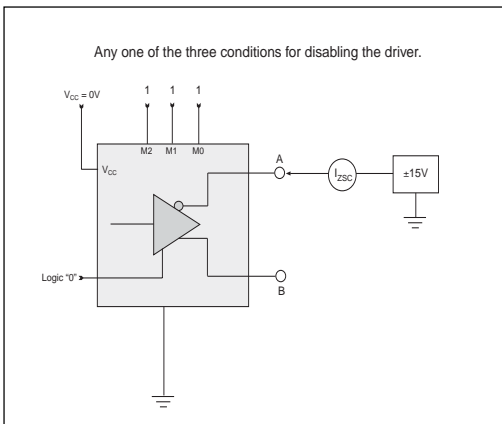 Any one of the three conditions for disabling the driver.
VCC = 0V
1 1 1
M2 M1 M0
VCC
A
IZSC
±15V
Logic “0”
B